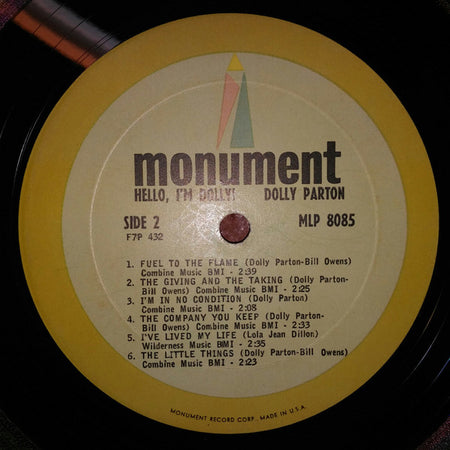 monument
HELLO, I'M DOLLY! DOLLY PARTON
SIDE 2 MLP 8085
F7P 432
1. FUEL TO THE FLAME (Dolly Parton-Bill Owens)
Combine Music BMI - 2:39
2. THE GIVING AND THE TAKING (Dolly Parton-
Bill Owens) Combine Music BMI - 2:25
3. I'M IN NO CONDITION (Dolly Parton)
Combine Music BMI - 2:08
4. THE COMPANY YOU KEEP (Dolly Parton-
Bill Owens) Combine Music BMI - 2:33
5. I'VE LIVED MY LIFE (Lola Jean Dillon)
Wilderness Music BMI - 2:35
6. THE LITTLE THINGS (Dolly Parton-Bill Owens)
Combine Music BMI - 2:23
MONUMENT RECORD CORP. MADE IN U.S.A.